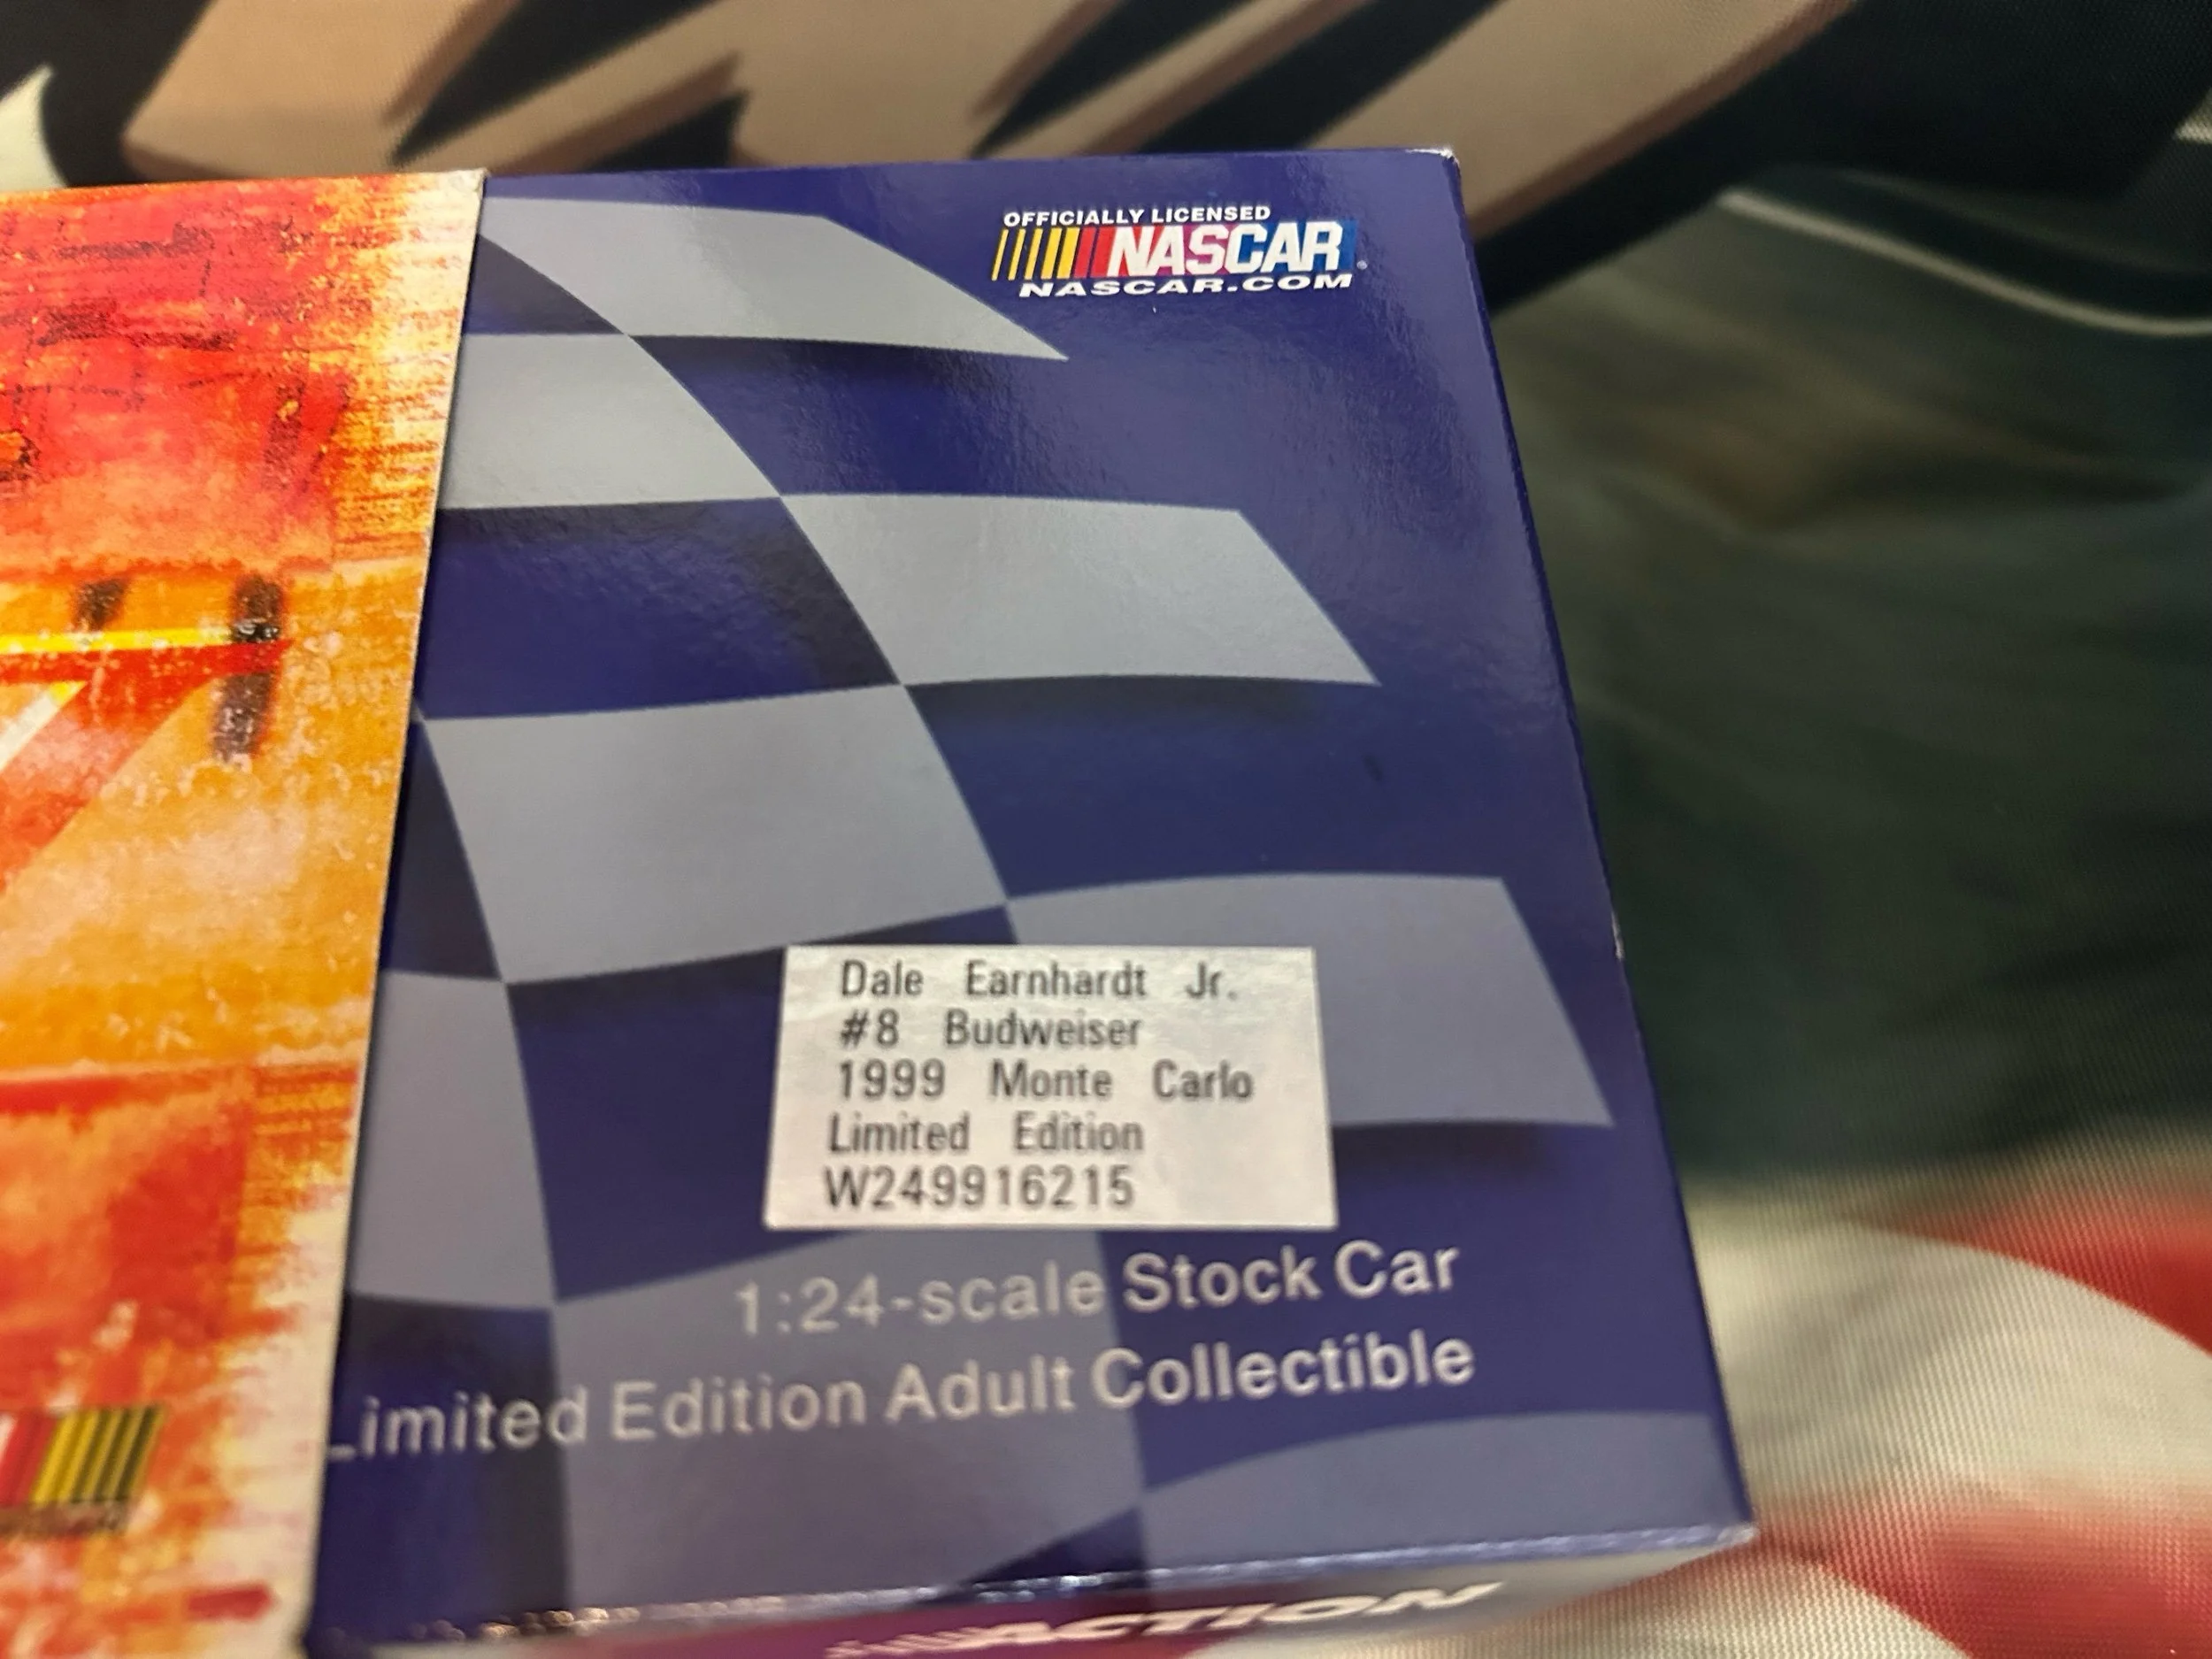 OFFICIALLY LICENSED
NASCAR
NASCAR.COM
Dale Earnhardt Jr.
#8 Budweiser
1999 Monte Carlo
Limited Edition
W249916215
1:24-scale Stock Car
Limited Edition Adult Collectible
ACTION